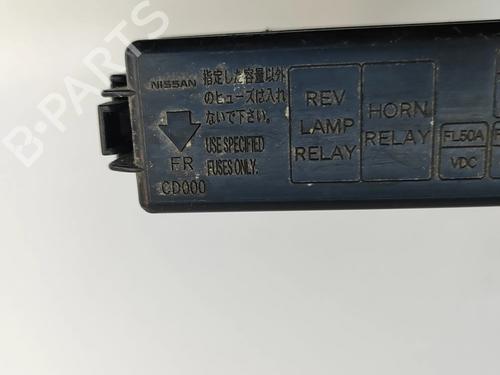 B-PARTS
NISSAN
指定した容量以外
のヒューズは入れ
ないで下さい。
USE SPECIFIED
FUSES ONLY.
FR
CD000
REV
LAMP
RELAY
HORN
RELAY
FL50A
VDC